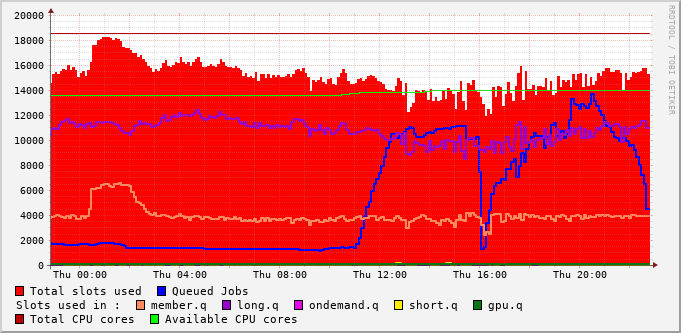 20000
18000
16000
14000
12000
10000
8000
6000
4000
2000
0
Thu 00:00 Thu 04:00 Thu 08:00 Thu 12:00 Thu 16:00 Thu 20:00
RRDTOOL / TOBI OETIKER
Total slots used Queued Jobs
Slots used in : member.q long.q ondemand.q short.q gpu.q
Total CPU cores Available CPU cores